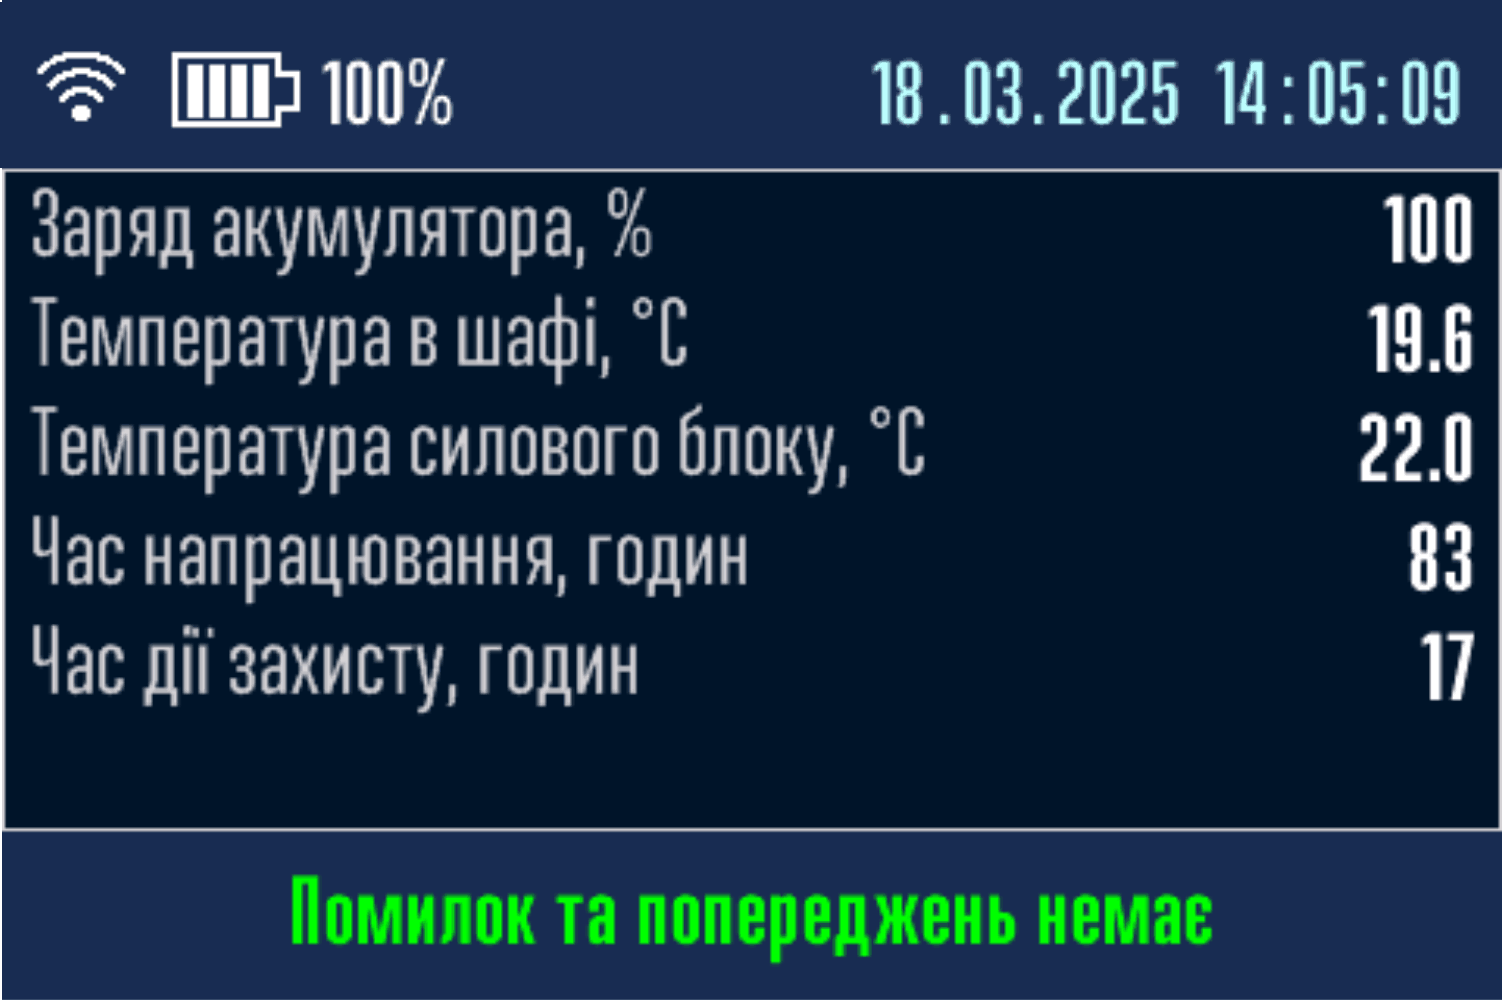 100% 18.03.2025 14:05:09
Заряд акумулятора, % 100
Температура в шафі, °C 19.6
Температура силового блоку, °C 22.0
Час напрацювання, годин 83
Час дії захисту, годин 17
Помилок та попереджень немає